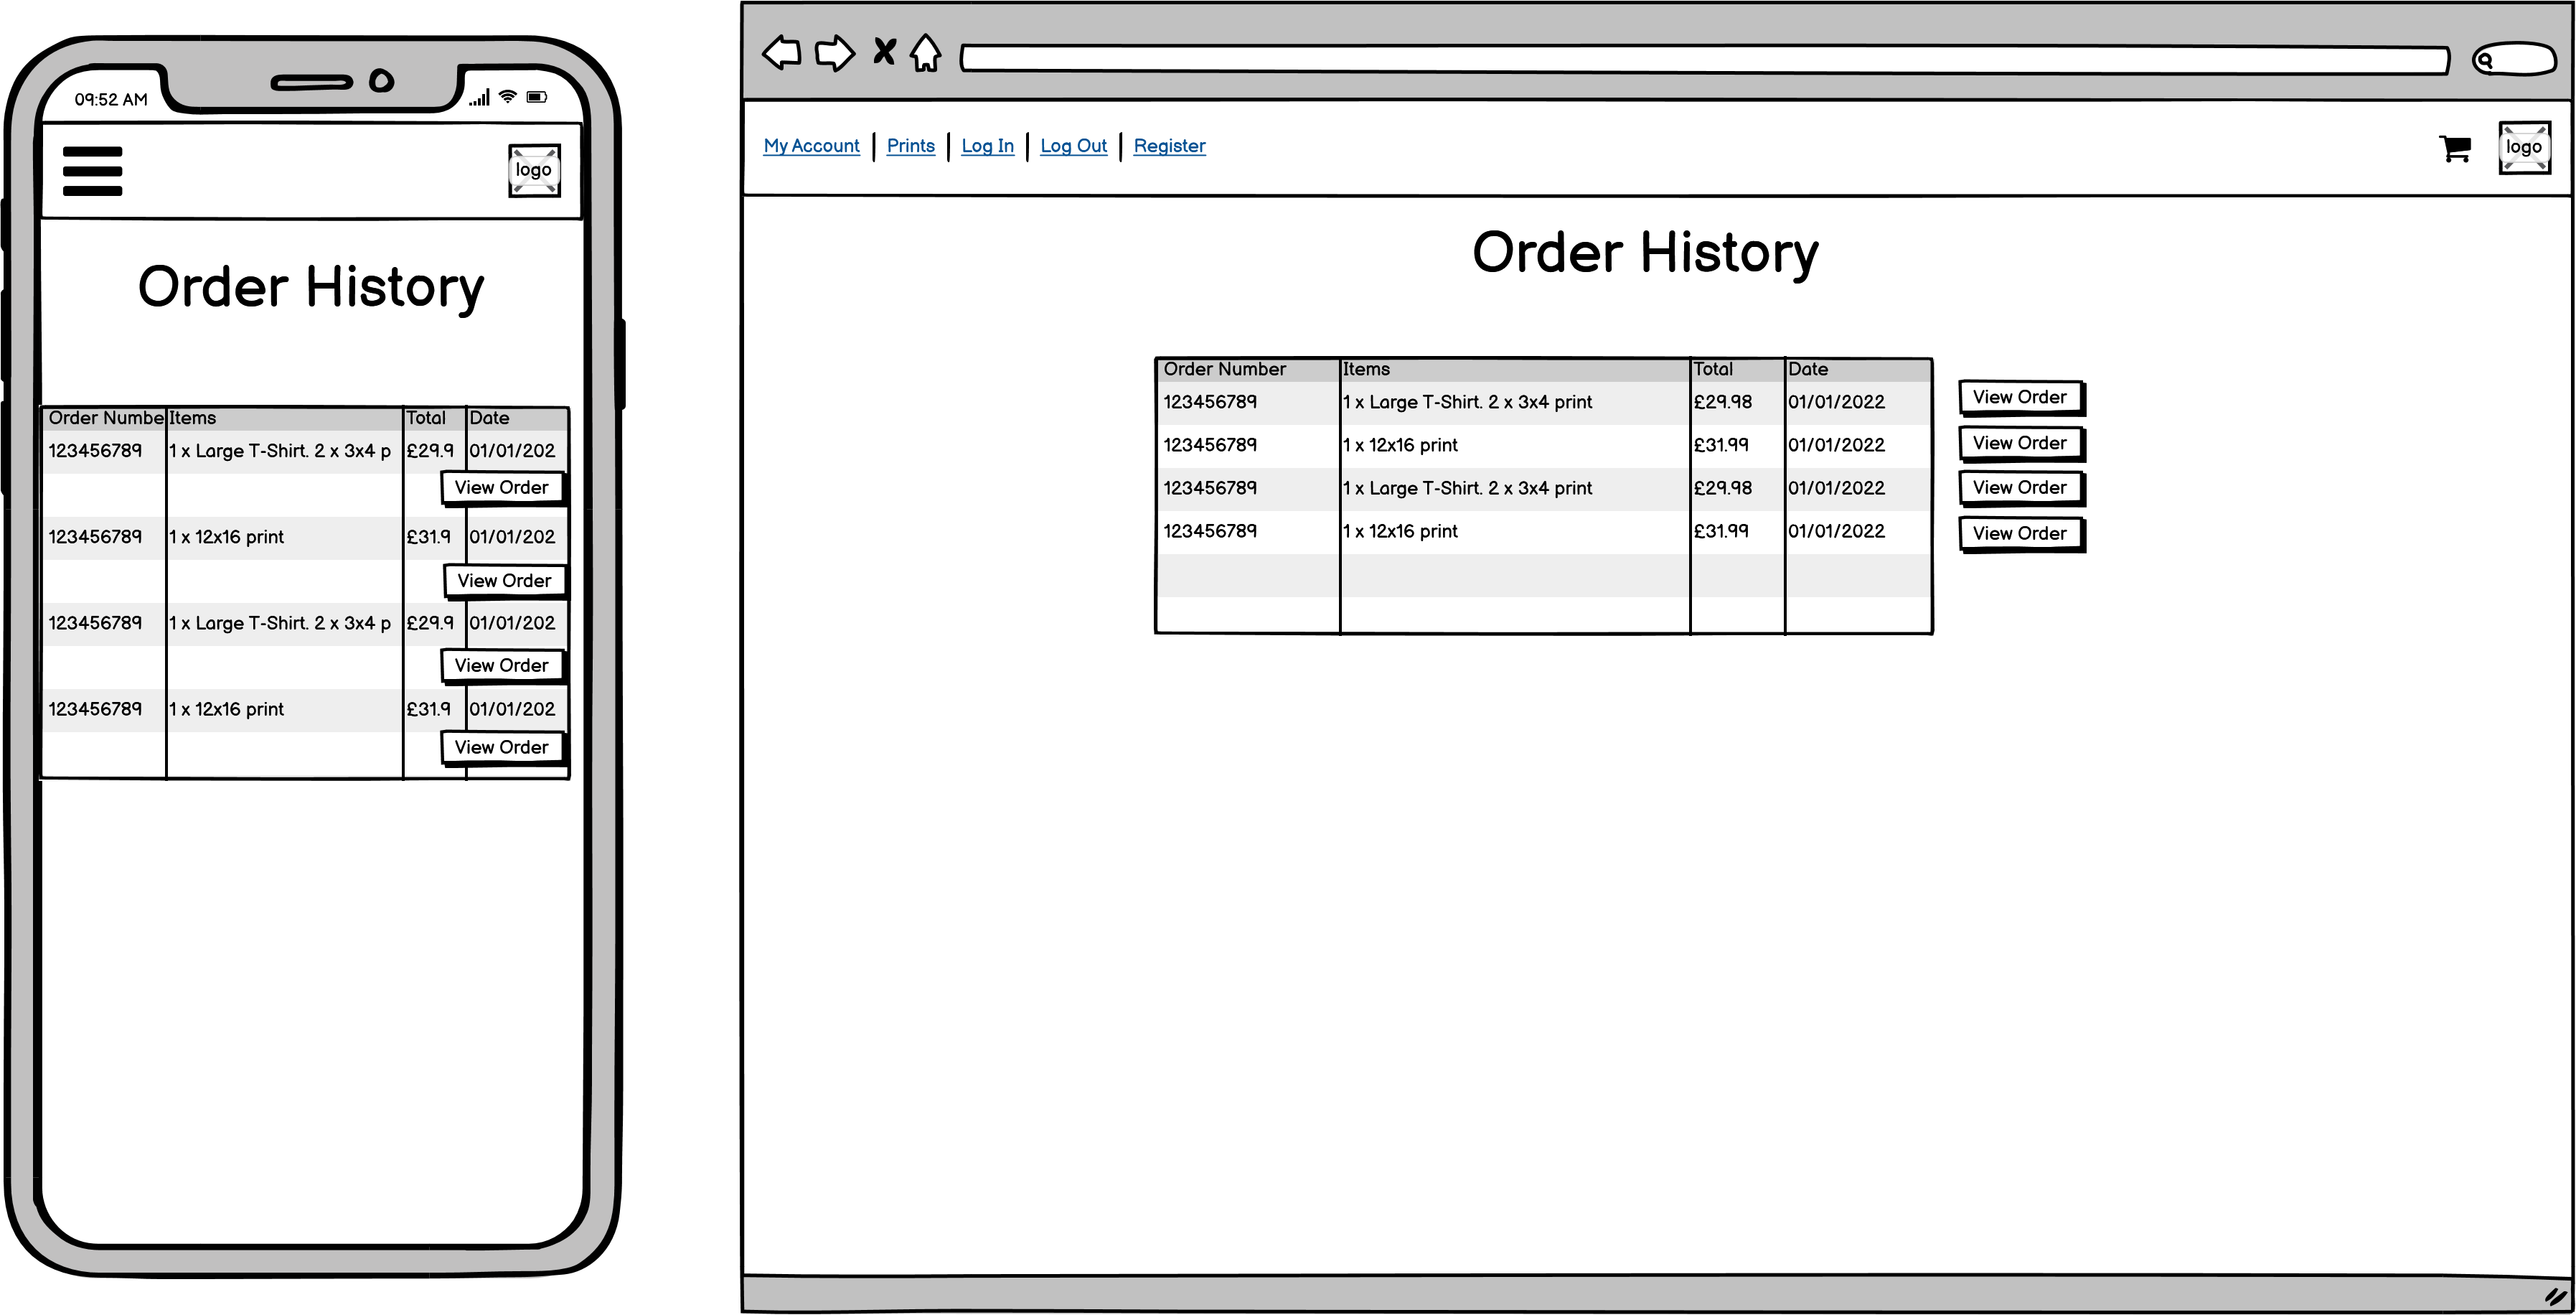 09:52 AM
logo
Order History
Order Numbe Items Total Date
123456789 1 x Large T-Shirt. 2 x 3x4 p £29.9 01/01/202
View Order
123456789 1 x 12x16 print £31.9 01/01/202
View Order
123456789 1 x Large T-Shirt. 2 x 3x4 p £29.9 01/01/202
View Order
123456789 1 x 12x16 print £31.9 01/01/202
View Order
My Account Prints Log In Log Out Register
logo
Order History
Order Number Items Total Date
123456789 1 x Large T-Shirt. 2 x 3x4 print £29.98 01/01/2022 View Order
123456789 1 x 12x16 print £31.99 01/01/2022 View Order
123456789 1 x Large T-Shirt. 2 x 3x4 print £29.98 01/01/2022 View Order
123456789 1 x 12x16 print £31.99 01/01/2022 View Order